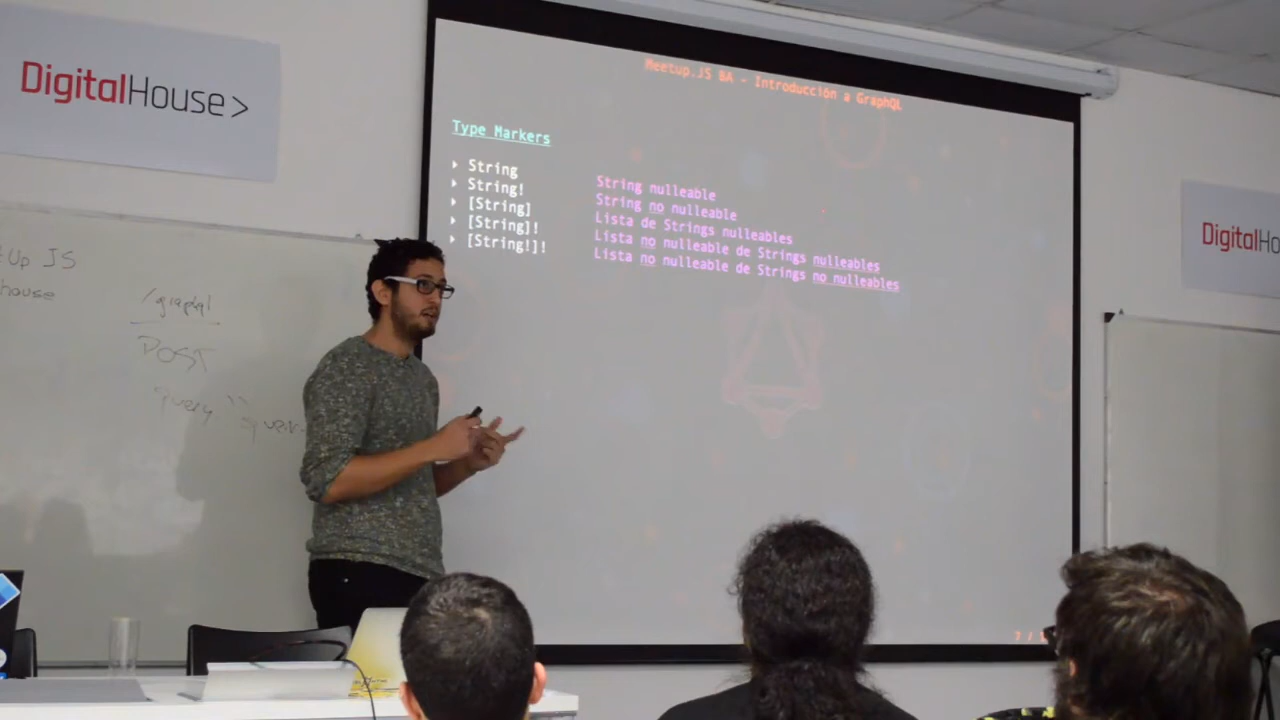 DigitalHouse>
Meetup.JS BA - Introducción a GraphQL
Type Markers
▸ String String nulleable
▸ String! String no nulleable
▸ [String] Lista de Strings nulleables
▸ [String]! Lista no nulleable de Strings nulleables
▸ [String!]! Lista no nulleable de Strings no nulleables
DigitalHo
Up JS
house
/graphql
POST
query
7 /